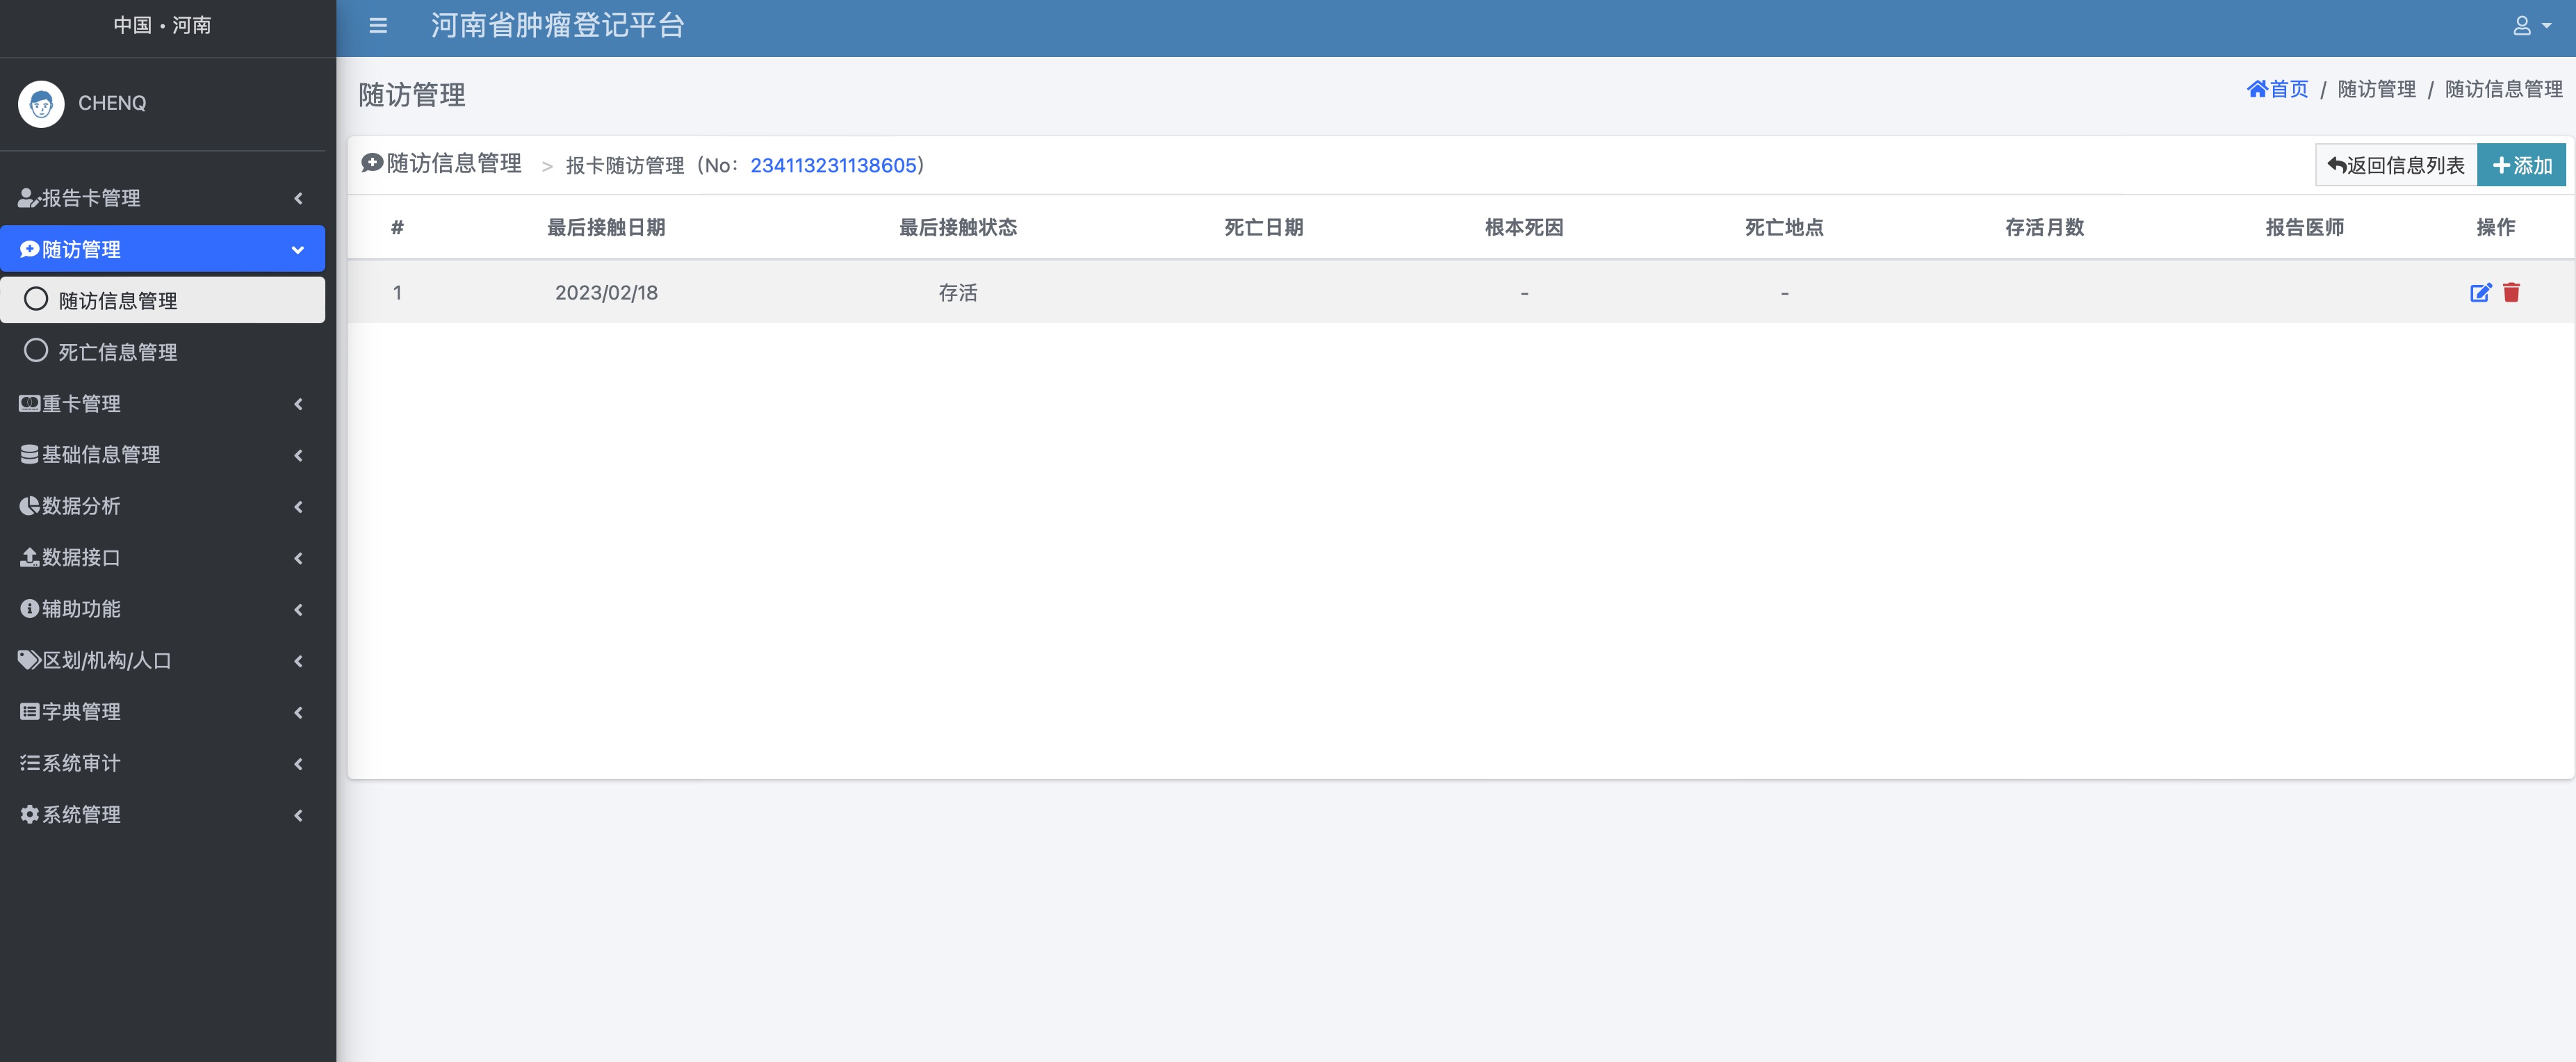 中国 • 河南
河南省肿瘤登记平台
CHENQ
报告卡管理
随访管理
随访信息管理
死亡信息管理
重卡管理
基础信息管理
数据分析
数据接口
辅助功能
区划/机构/人口
字典管理
系统审计
系统管理
随访管理
首页 / 随访管理 / 随访信息管理
随访信息管理 > 报卡随访管理（No：234113231138605） 返回信息列表 添加
# 最后接触日期 最后接触状态 死亡日期 根本死因 死亡地点 存活月数 报告医师 操作
1 2023/02/18 存活 - -